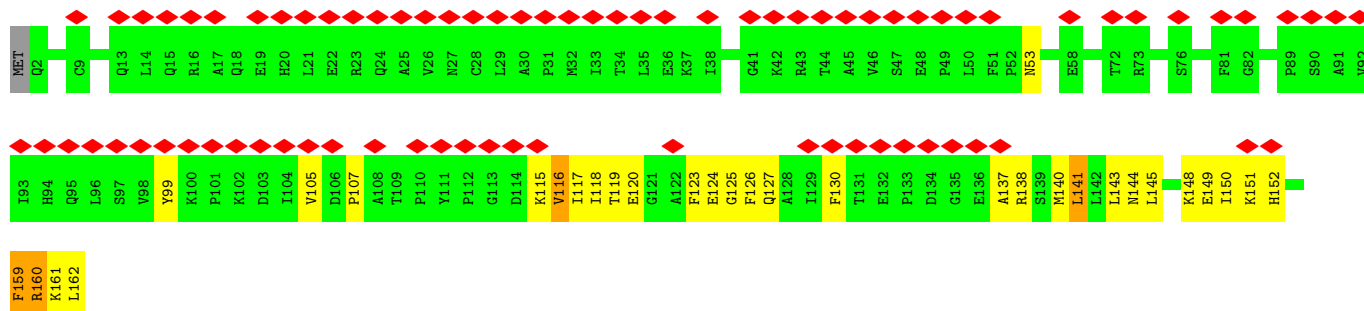 MET Q2 C9 Q13 L14 Q15 R16 A17 Q18 E19 H20 L21 E22 R23 Q24 A25 V26 N27 C28 L29 A30 P31 M32 I33 T34 L35 E36 K37 I38 G41 K42 R43 T44 A45 V46 S47 E48 P49 L50 F51 P52 N53 E58 T72 R73 S76 F81 G82 P89 S90 A91 V92
I93 H94 Q95 L96 S97 V98 Y99 K100 P101 K102 D103 I104 V105 D106 P107 A108 T109 P110 Y111 P112 G113 D114 K115 V116 I117 I118 T119 E120 G121 A122 F123 E124 G125 F126 Q127 A128 I129 F130 T131 E132 P133 D134 G135 E136 A137 R138 S139 M140 L141 L142 L143 N144 L145 K148 E149 I150 K151 H152
F159 R160 K161 L162